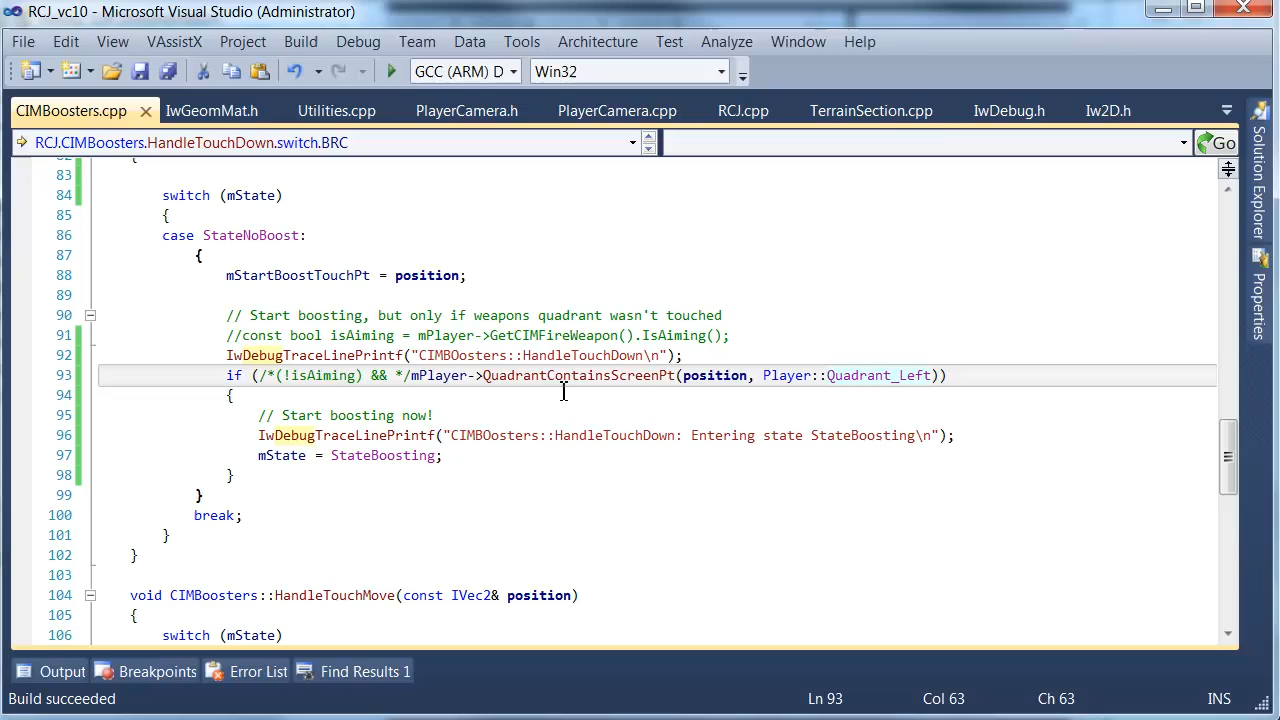 RCJ_vc10 - Microsoft Visual Studio (Administrator)
File Edit View VAssistX Project Build Debug Team Data Tools Architecture Test Analyze Window Help
GCC (ARM) D Win32
CIMBoosters.cpp IwGeomMat.h Utilities.cpp PlayerCamera.h PlayerCamera.cpp RCJ.cpp TerrainSection.cpp IwDebug.h Iw2D.h
RCJ.CIMBoosters.HandleTouchDown.switch.BRC Go
Solution Explorer
Properties
82 {
83
84 switch (mState)
85 {
86 case StateNoBoost:
87 {
88 mStartBoostTouchPt = position;
89
90 // Start boosting, but only if weapons quadrant wasn't touched
91 //const bool isAiming = mPlayer->GetCIMFireWeapon().IsAiming();
92 IwDebugTraceLinePrintf("CIMBOosters::HandleTouchDown\n");
93 if (/*(!isAiming) && */mPlayer->QuadrantContainsScreenPt(position, Player::Quadrant_Left))
94 {
95 // Start boosting now!
96 IwDebugTraceLinePrintf("CIMBOosters::HandleTouchDown: Entering state StateBoosting\n");
97 mState = StateBoosting;
98 }
99 }
100 break;
101 }
102 }
103
104 void CIMBoosters::HandleTouchMove(const IVec2& position)
105 {
106 switch (mState)
Output Breakpoints Error List Find Results 1
Build succeeded Ln 93 Col 63 Ch 63 INS